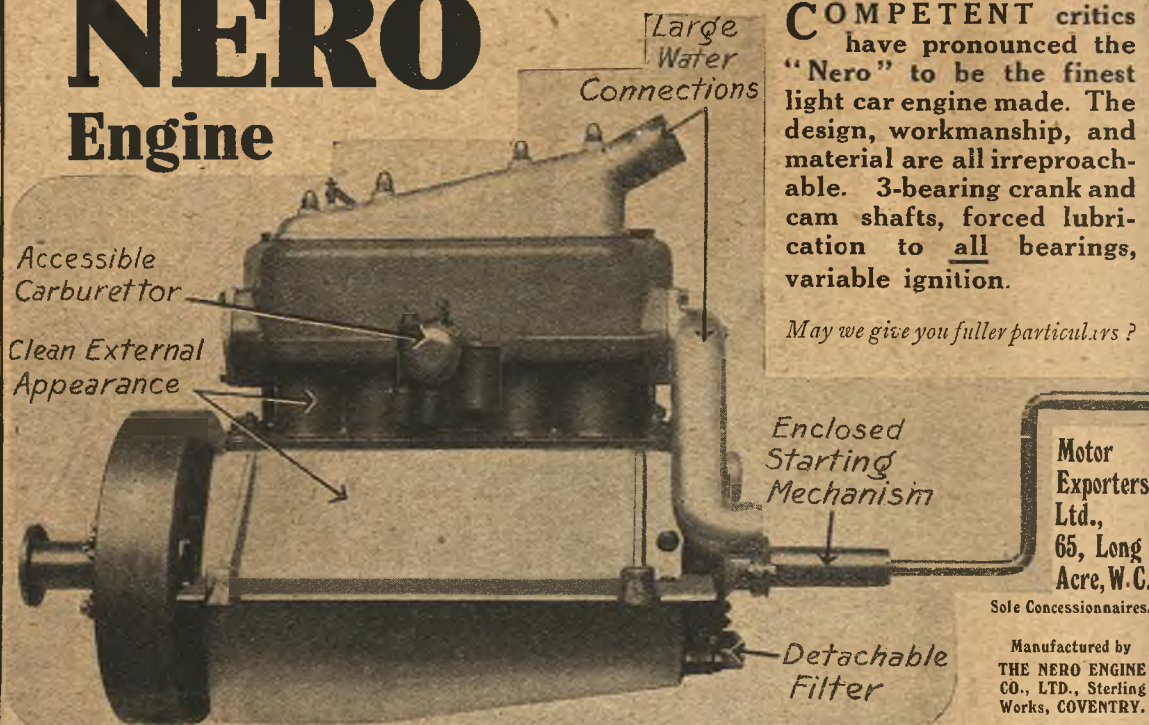 NERO
Engine
Large
Water
Connections
Accessible
Carburettor
Clean External
Appearance
Enclosed
Starting
Mechanism
Detachable
Filter
COMPETENT critics
have pronounced the
"Nero" to be the finest
light car engine made. The
design, workmanship, and
material are all irreproach-
able. 3-bearing crank and
cam shafts, forced lubri-
cation to all bearings,
variable ignition.
May we give you fuller particulars ?
Motor
Exporters
Ltd.,
65, Long
Acre, W.C.
Sole Concessionnaires.
Manufactured by
THE NERO ENGINE
CO., LTD., Sterling
Works, COVENTRY.